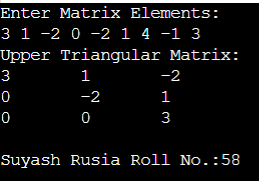 Enter Matrix Elements:
3 1 -2 0 -2 1 4 -1 3
Upper Triangular Matrix:
3 1 -2
0 -2 1
0 0 3
Suyash Rusia Roll No.:58